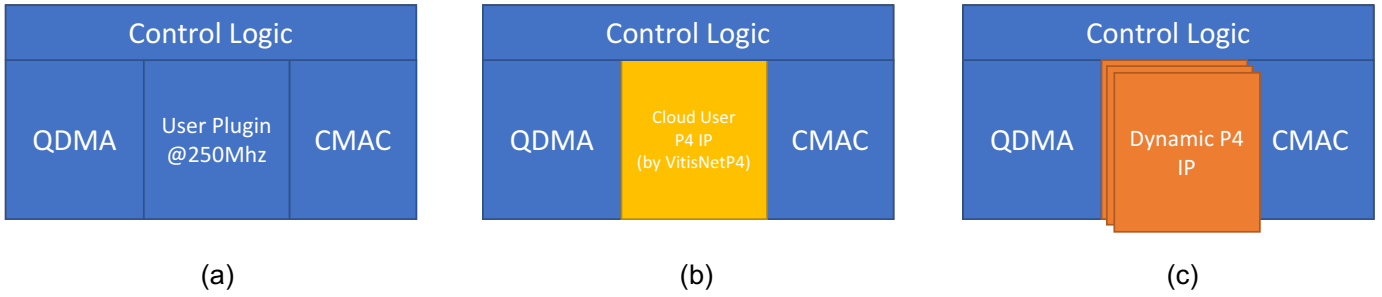 Control Logic
QDMA
User Plugin
@250Mhz
CMAC
(a)
Control Logic
QDMA
Cloud User
P4 IP
(by VitisNetP4)
CMAC
(b)
Control Logic
QDMA
Dynamic P4
IP
CMAC
(c)